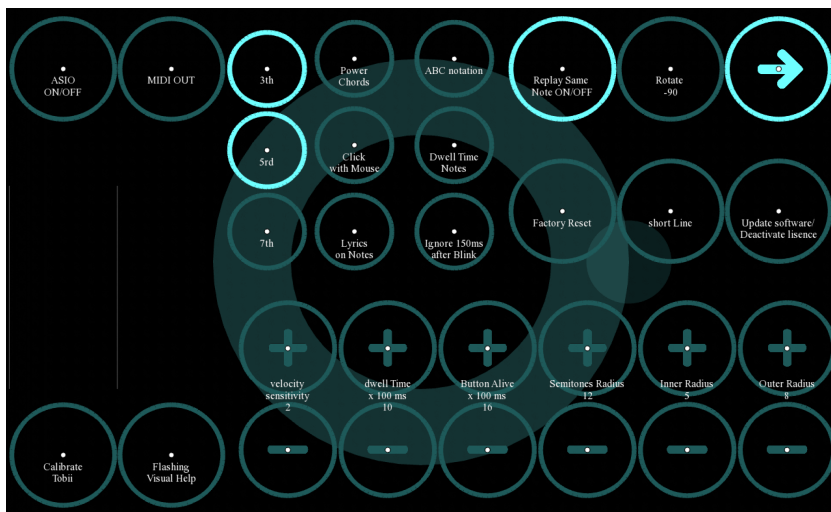 ASIO
ON/OFF
MIDI OUT
3th
Power
Chords
ABC notation
Replay Same
Note ON/OFF
Rotate
-90
5rd
Click
with Mouse
Dwell Time
Notes
7th
Lyrics
on Notes
Ignore 150ms
after Blink
Factory Reset
short Line
Update software/
Deactivate lisence
velocity
sensitivity
2
dwell Time
x 100 ms
10
Button Alive
x 100 ms
16
Semitones Radius
12
Inner Radius
5
Outer Radius
8
Calibrate
Tobii
Flashing
Visual Help